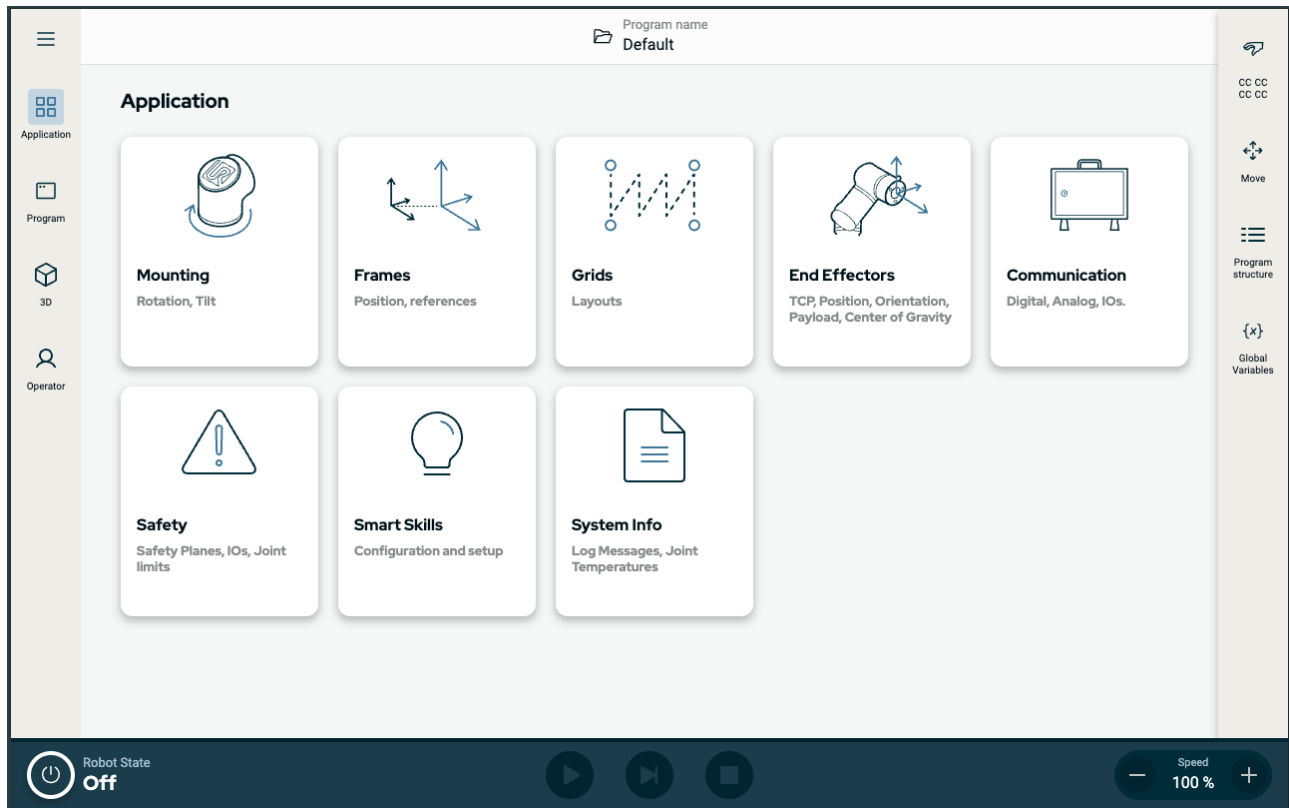 Program name
Default
Application
Program
3D
Operator
Application
Mounting
Rotation, Tilt
Frames
Position, references
Grids
Layouts
End Effectors
TCP, Position, Orientation,
Payload, Center of Gravity
Communication
Digital, Analog, IOs.
Safety
Safety Planes, IOs, Joint
limits
Smart Skills
Configuration and setup
System Info
Log Messages, Joint
Temperatures
CC CC
CC CC
Move
Program
structure
{x}
Global
Variables
Robot State
Off
Speed
100 %